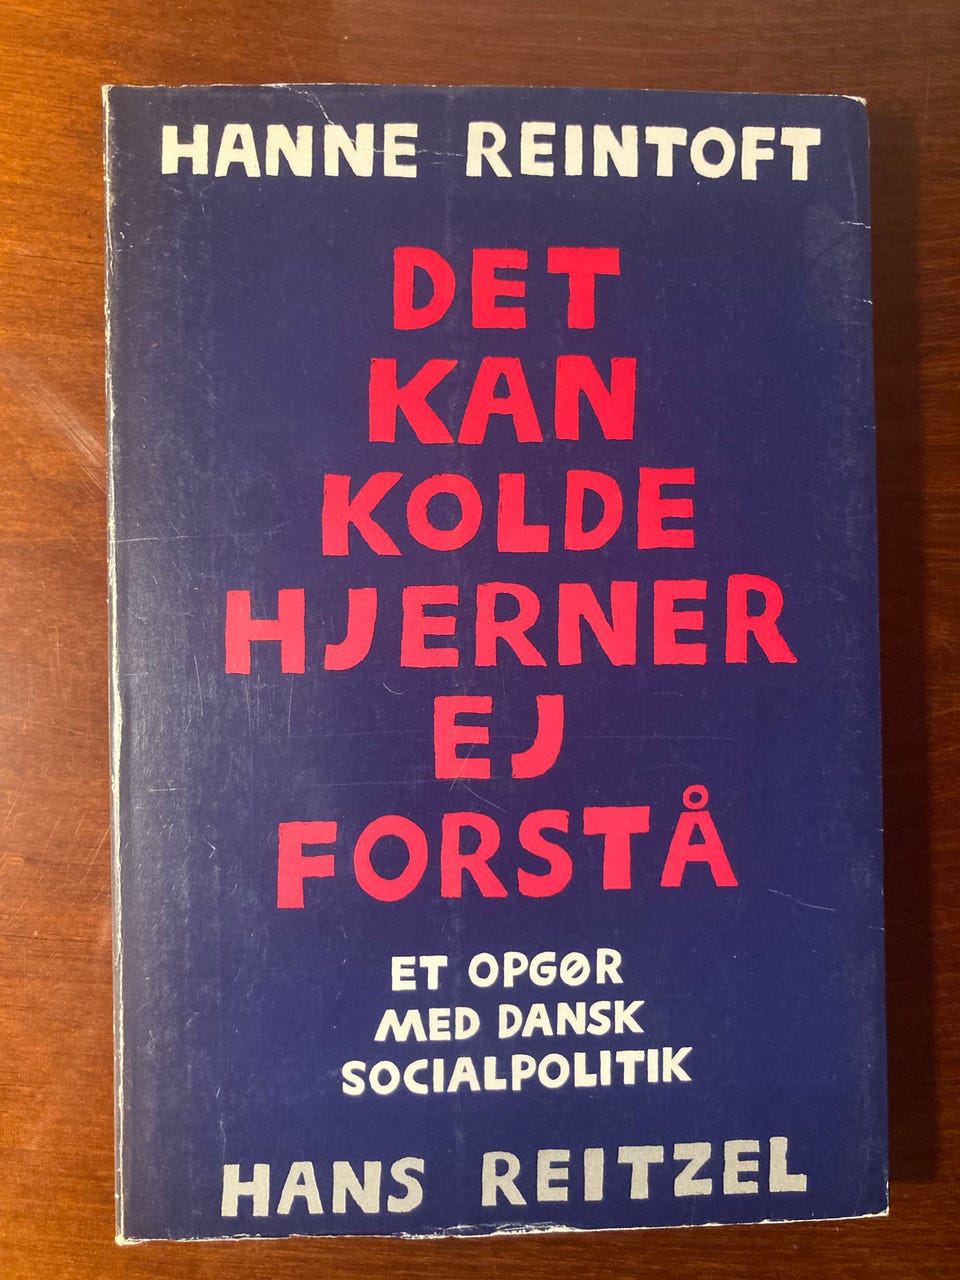 HANNE REINTOFT
DET
KAN
KOLDE
HJERNER
EJ
FORSTÅ
ET OPGØR
MED DANSK
SOCIALPOLITIK
HANS REITZEL